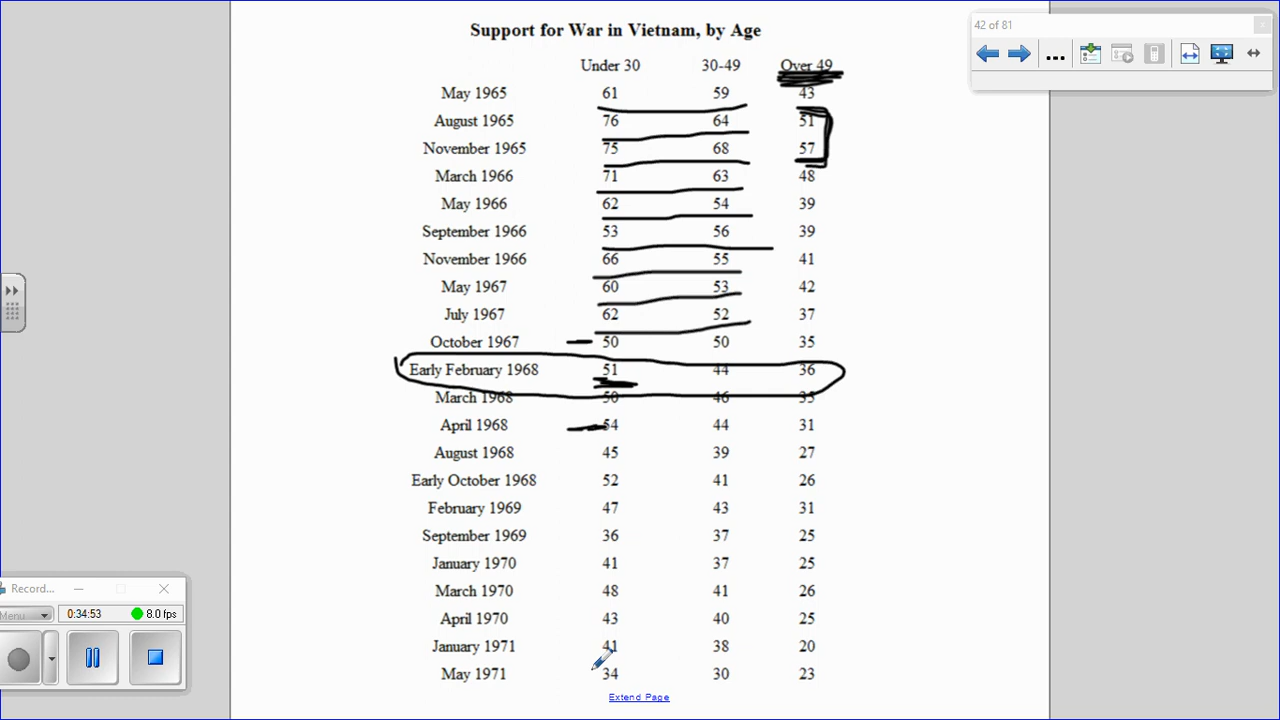 Support for War in Vietnam, by Age
42 of 81
Under 30 30-49 Over 49
May 1965 61 59 43
August 1965 76 64 51
November 1965 75 68 57
March 1966 71 63 48
May 1966 62 54 39
September 1966 53 56 39
November 1966 66 55 41
May 1967 60 53 42
July 1967 62 52 37
October 1967 50 50 35
Early February 1968 51 44 36
March 1968 50 46 35
April 1968 54 44 31
August 1968 45 39 27
Early October 1968 52 41 26
February 1969 47 43 31
September 1969 36 37 25
January 1970 41 37 25
March 1970 48 41 26
April 1970 43 40 25
January 1971 41 38 20
May 1971 34 30 23
Extend Page
Record...
Menu 0:34:53 8.0 fps